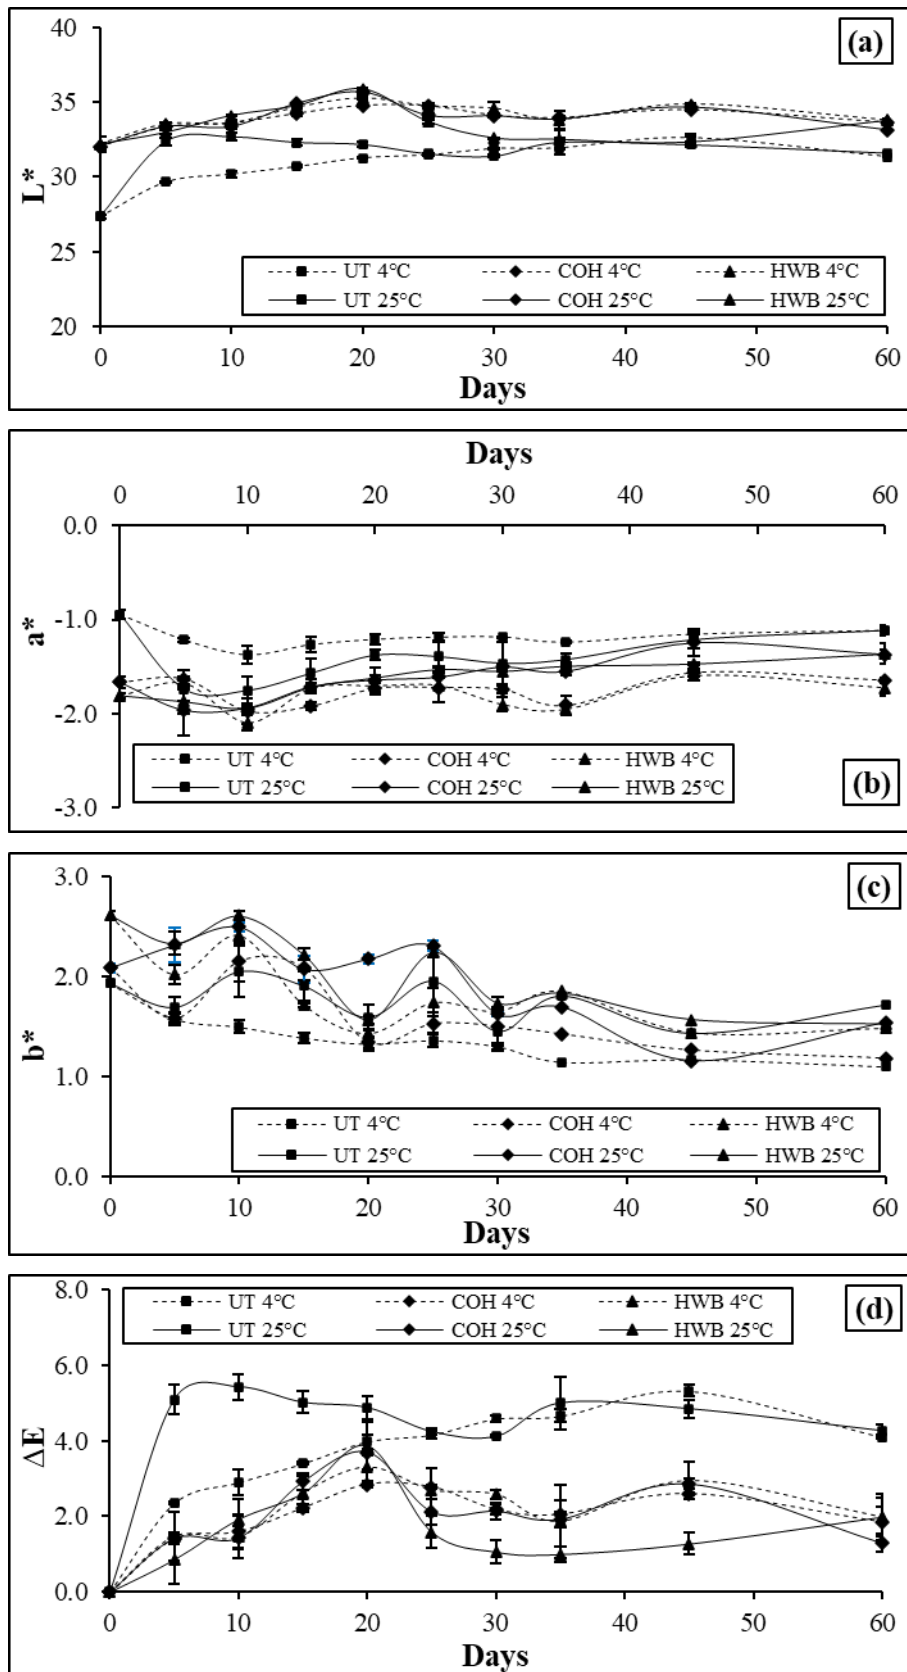 40
(a)
35
30
L*
25
UT 4°C COH 4°C HWB 4°C
UT 25°C COH 25°C HWB 25°C
20
0 10 20 30 40 50 60
Days
Days
0 10 20 30 40 50 60
0.0
-1.0
a*
-2.0
UT 4°C COH 4°C HWB 4°C
UT 25°C COH 25°C HWB 25°C
(b)
-3.0
3.0
(c)
2.0
b*
1.0
UT 4°C COH 4°C HWB 4°C
UT 25°C COH 25°C HWB 25°C
0.0
0 10 20 30 40 50 60
Days
8.0
UT 4°C COH 4°C HWB 4°C
UT 25°C COH 25°C HWB 25°C
(d)
6.0
4.0
ΔE
2.0
0.0
0 10 20 30 40 50 60
Days